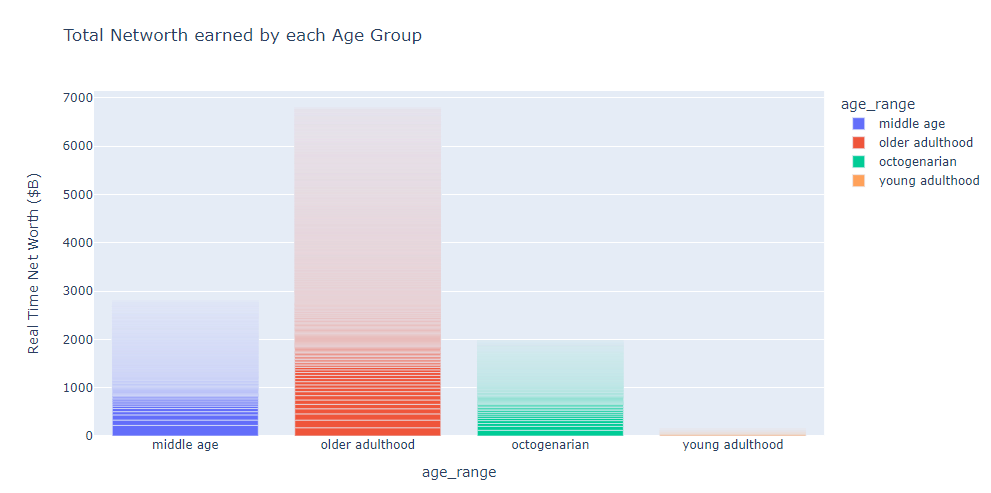 Total Networth earned by each Age Group
7000
6000
5000
4000
3000
2000
1000
0
Real Time Net Worth ($B)
middle age
older adulthood
octogenarian
young adulthood
age_range
age_range
middle age
older adulthood
octogenarian
young adulthood